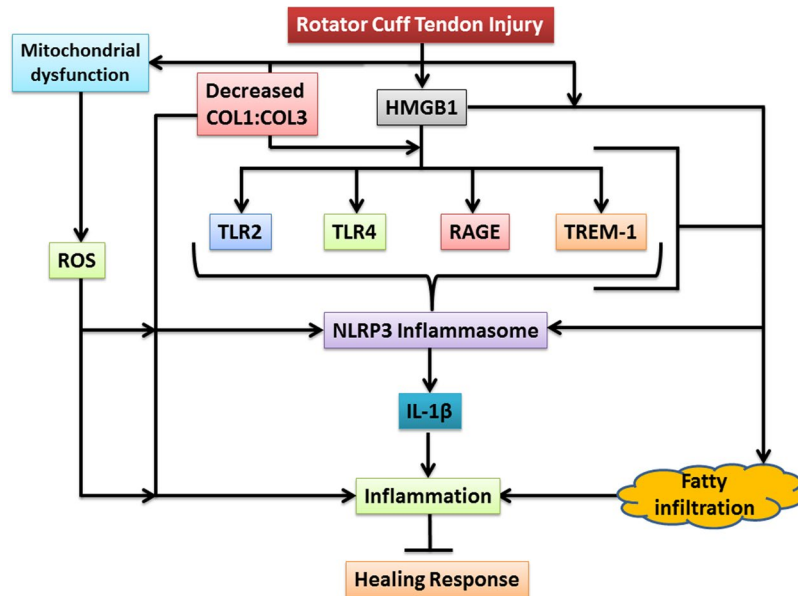 Rotator Cuff Tendon Injury
Mitochondrial
dysfunction
Decreased
COL1:COL3
HMGB1
TLR2
TLR4
RAGE
TREM-1
ROS
NLRP3 Inflammasome
IL-1β
Inflammation
Fatty
infiltration
Healing Response